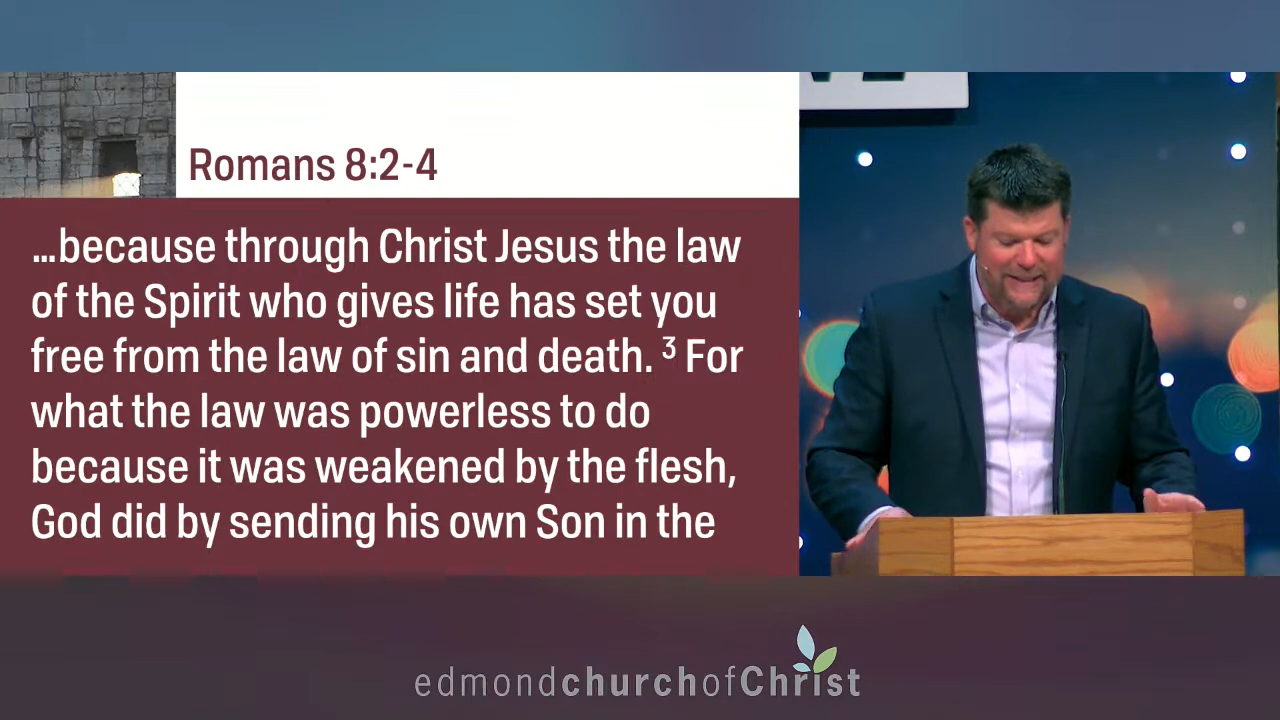 Romans 8:2-4
...because through Christ Jesus the law
of the Spirit who gives life has set you
free from the law of sin and death. 3 For
what the law was powerless to do
because it was weakened by the flesh,
God did by sending his own Son in the
edmondchurchofChrist